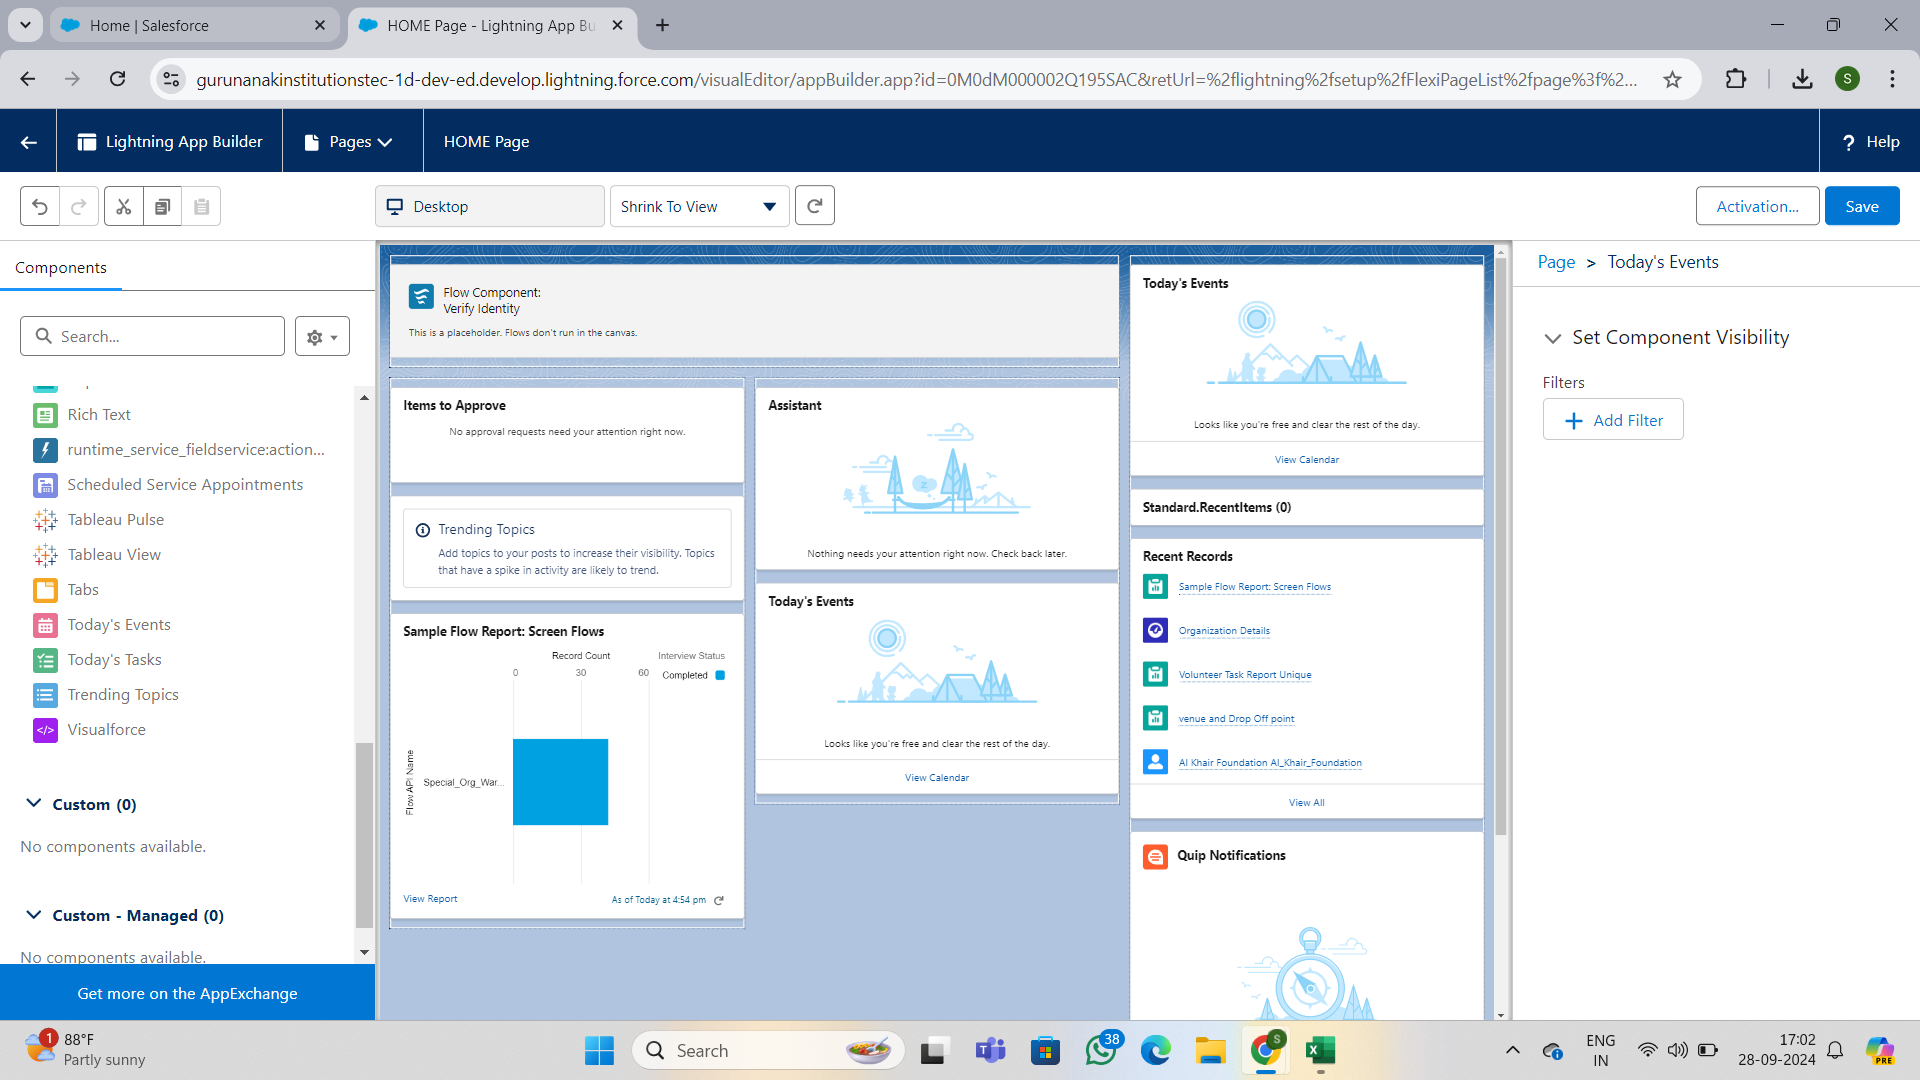 Home | Salesforce
HOME Page - Lightning App Bu
gurunanakinstitutionstec-1d-dev-ed.develop.lightning.force.com/visualEditor/appBuilder.app?id=0M0dM000002Q195SAC&retUrl=%2flightning%2fsetup%2fFlexiPageList%2fpage%3f%2...
S
Lightning App Builder
Pages
HOME Page
? Help
Desktop
Shrink To View
Activation...
Save
Components
Search...
Rich Text
runtime_service_fieldservice:action...
Scheduled Service Appointments
Tableau Pulse
Tableau View
Tabs
Today's Events
Today's Tasks
Trending Topics
Visualforce
Custom (0)
No components available.
Custom - Managed (0)
No components available.
Get more on the AppExchange
Flow Component:
Verify Identity
This is a placeholder. Flows don't run in the canvas.
Items to Approve
No approval requests need your attention right now.
Trending Topics
Add topics to your posts to increase their visibility. Topics
that have a spike in activity are likely to trend.
Sample Flow Report: Screen Flows
Record Count
Interview Status
0
30
60
Completed
Flow API Name
Special_Org_War...
View Report
As of Today at 4:54 pm
Assistant
Nothing needs your attention right now. Check back later.
Today's Events
Looks like you're free and clear the rest of the day.
View Calendar
Today's Events
Looks like you're free and clear the rest of the day.
View Calendar
Standard.RecentItems (0)
Recent Records
Sample Flow Report: Screen Flows
Organization Details
Volunteer Task Report Unique
venue and Drop Off point
Al Khair Foundation Al_Khair_Foundation
View All
Quip Notifications
Page > Today's Events
Set Component Visibility
Filters
Add Filter
1
88°F
Partly sunny
Search
38
S
ENG
IN
17:02
28-09-2024
PRE